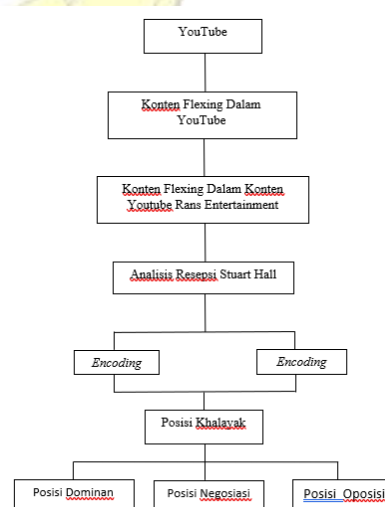 YouTube
Konten Flexing Dalam
YouTube
Konten Flexing Dalam Konten
Youtube Rans Entertainment
Analisis Resepsi Stuart Hall
Encoding
Encoding
Posisi Khalayak
Posisi Dominan
Posisi Negosiasi
Posisi Oposisi